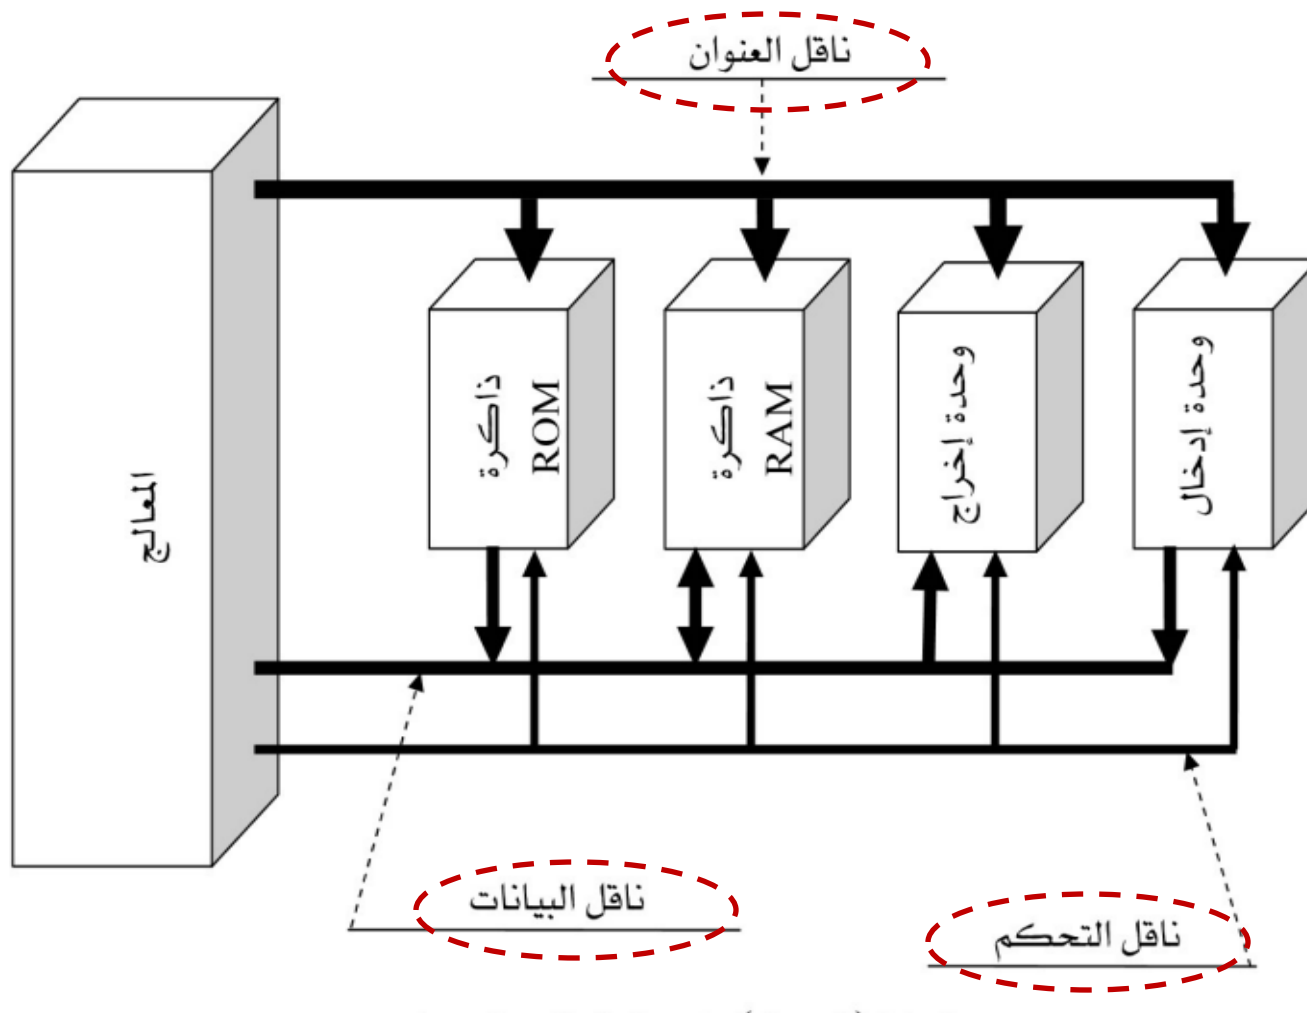 ناقل العنوان
المعالج
ذاكرة
ROM
ذاكرة
RAM
وحدة إخراج
وحدة إدخال
ناقل البيانات
ناقل التحكم